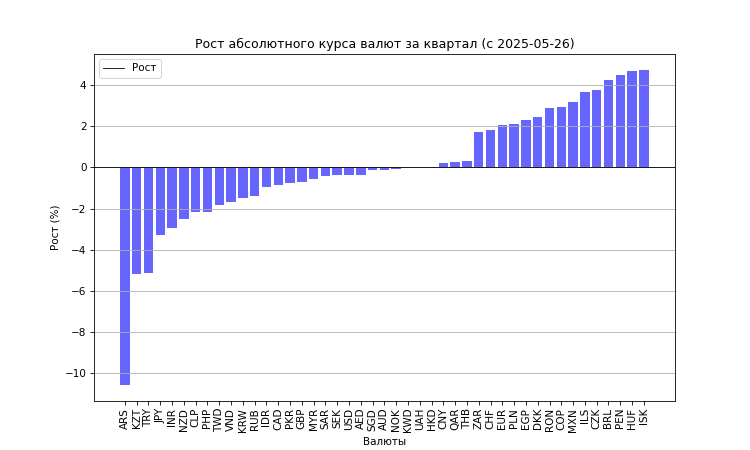 Рост абсолютного курса валют за квартал (с 2025-05-26)
Рост
Рост (%)
4
2
0
−2
−4
−6
−8
−10
ARS KZT TRY JPY INR NZD CLP PHP TWD VND KRW RUB IDR CAD PKR GBP MYR SAR SEK USD AED SGD AUD NOK KWD UAH HKD CNY QAR THB ZAR CHF EUR PLN EGP DKK RON COP MXN ILS CZK BRL PEN HUF ISK
Валюты